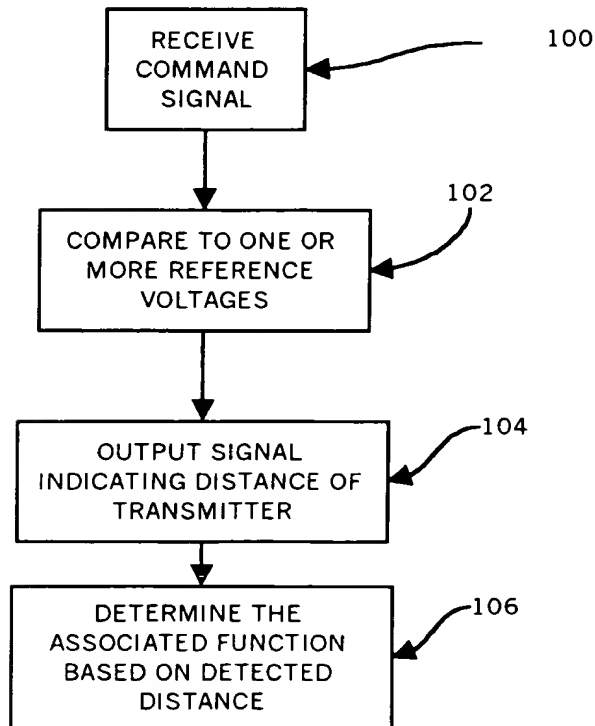 RECEIVE
COMMAND
SIGNAL
100
COMPARE TO ONE OR
MORE REFERENCE
VOLTAGES
102
OUTPUT SIGNAL
INDICATING DISTANCE OF
TRANSMITTER
104
DETERMINE THE
ASSOCIATED FUNCTION
BASED ON DETECTED
DISTANCE
106